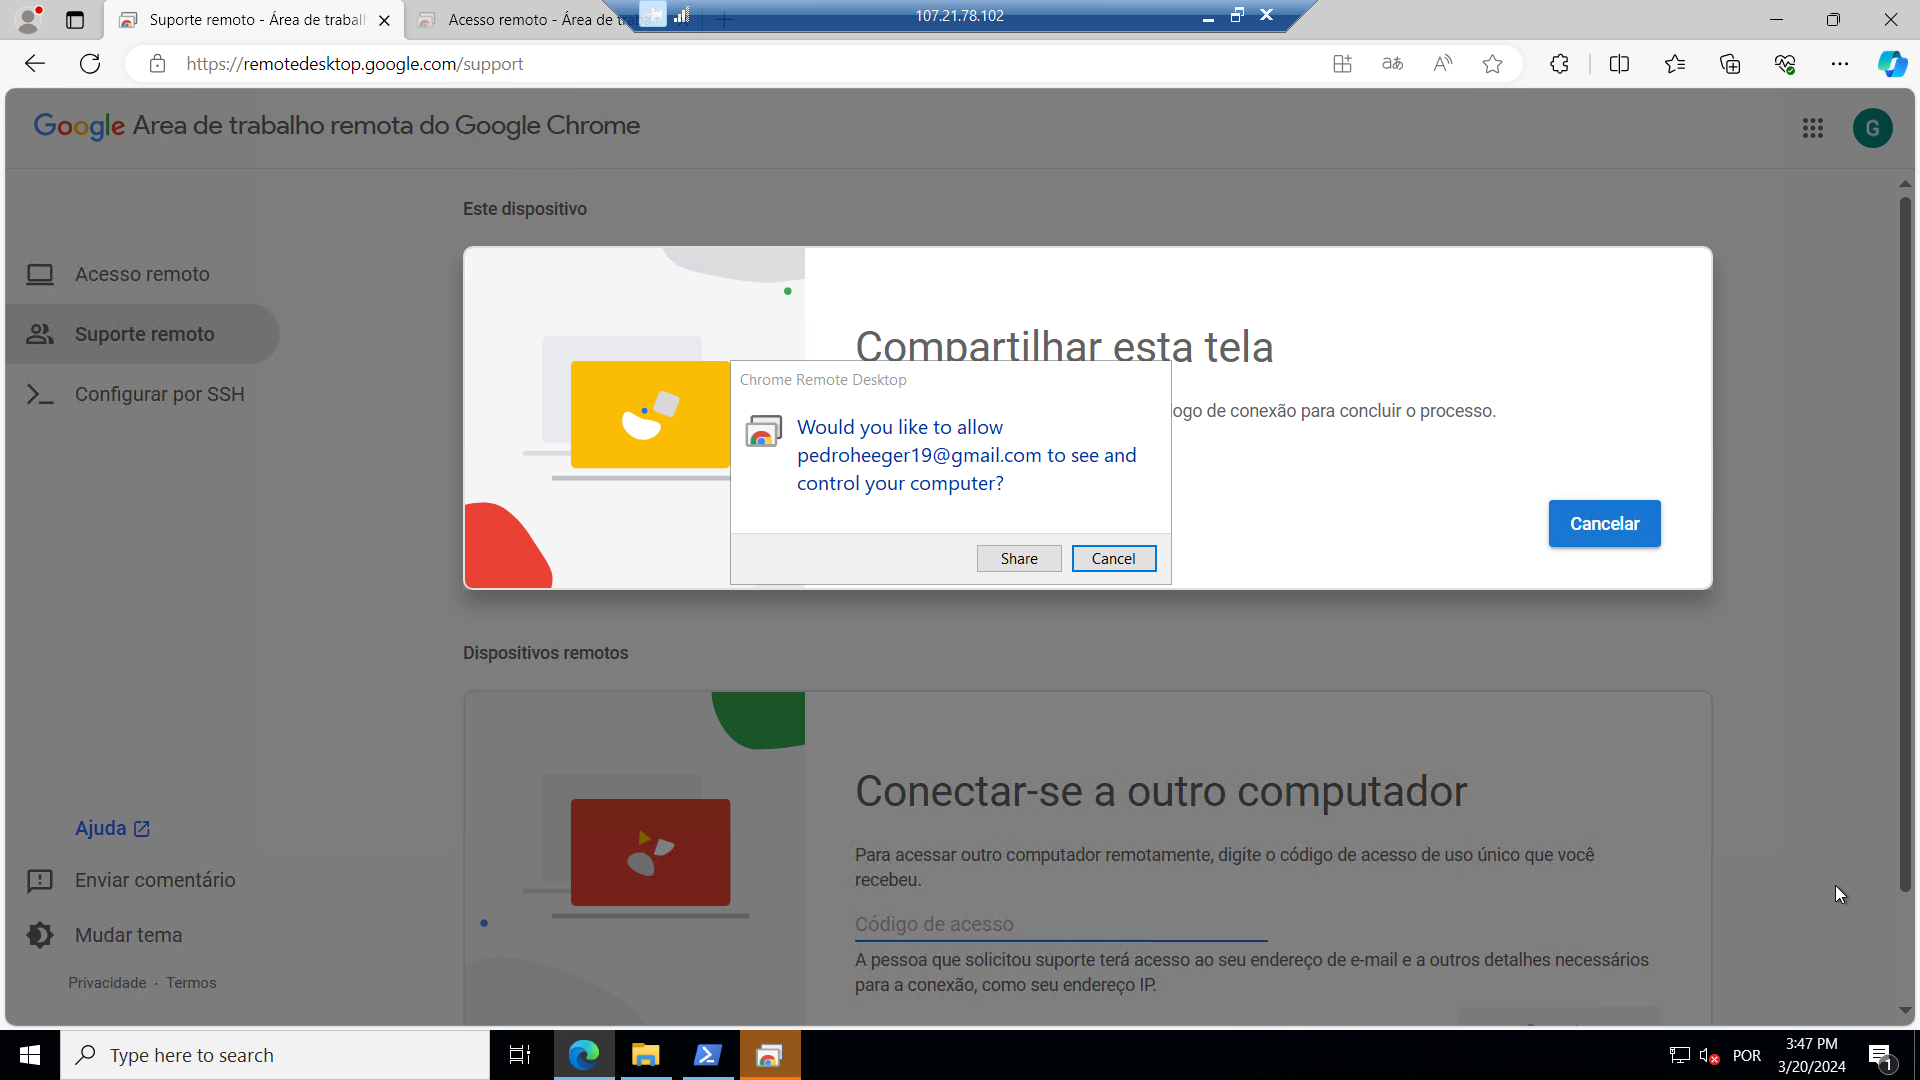 Suporte remoto - Área de trabalh
Acesso remoto - Área de
107.21.78.102
https://remotedesktop.google.com/support
Google Área de trabalho remota do Google Chrome
G
Este dispositivo
Acesso remoto
Suporte remoto
Configurar por SSH
Compartilhar esta tela
ogo de conexão para concluir o processo.
Cancelar
Chrome Remote Desktop
Would you like to allow
pedroheeger19@gmail.com to see and
control your computer?
Share
Cancel
Dispositivos remotos
Conectar-se a outro computador
Para acessar outro computador remotamente, digite o código de acesso de uso único que você
recebeu.
Código de acesso
A pessoa que solicitou suporte terá acesso ao seu endereço de e-mail e a outros detalhes necessários
para a conexão, como seu endereço IP.
Ajuda
Enviar comentário
Mudar tema
Privacidade · Termos
Type here to search
POR
3:47 PM
3/20/2024
1